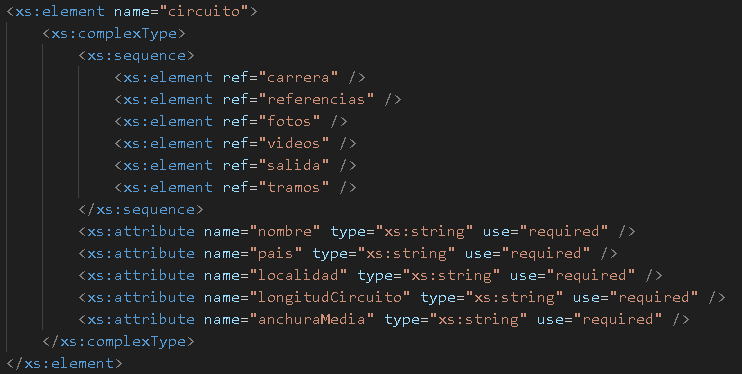 <xs:element name="circuito">
<xs:complexType>
<xs:sequence>
<xs:element ref="carrera" />
<xs:element ref="referencias" />
<xs:element ref="fotos" />
<xs:element ref="videos" />
<xs:element ref="salida" />
<xs:element ref="tramos" />
</xs:sequence>
<xs:attribute name="nombre" type="xs:string" use="required" />
<xs:attribute name="pais" type="xs:string" use="required" />
<xs:attribute name="localidad" type="xs:string" use="required" />
<xs:attribute name="longitudCircuito" type="xs:string" use="required" />
<xs:attribute name="anchuraMedia" type="xs:string" use="required" />
</xs:complexType>
</xs:element>